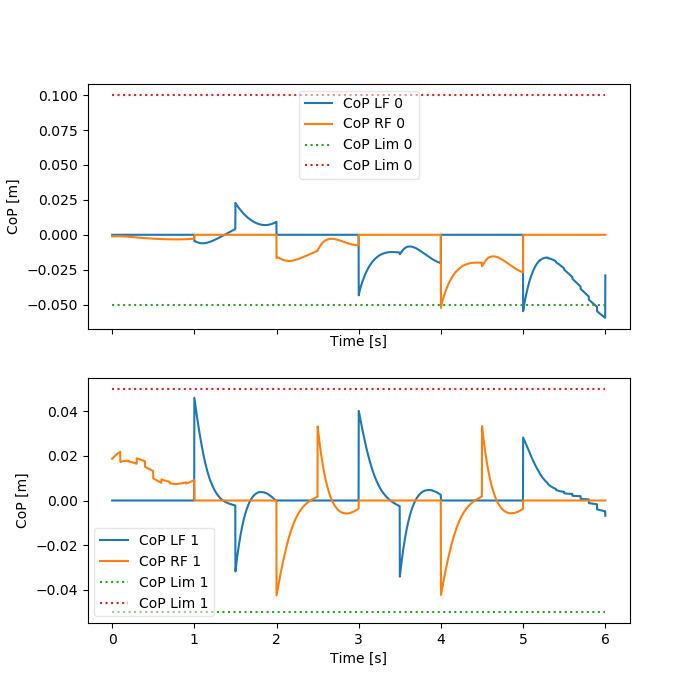 0.100
0.075
0.050
0.025
0.000
−0.025
−0.050
CoP [m]
CoP LF 0
CoP RF 0
CoP Lim 0
CoP Lim 0
Time [s]
0.04
0.02
0.00
−0.02
−0.04
CoP [m]
CoP LF 1
CoP RF 1
CoP Lim 1
CoP Lim 1
0 1 2 3 4 5 6
Time [s]